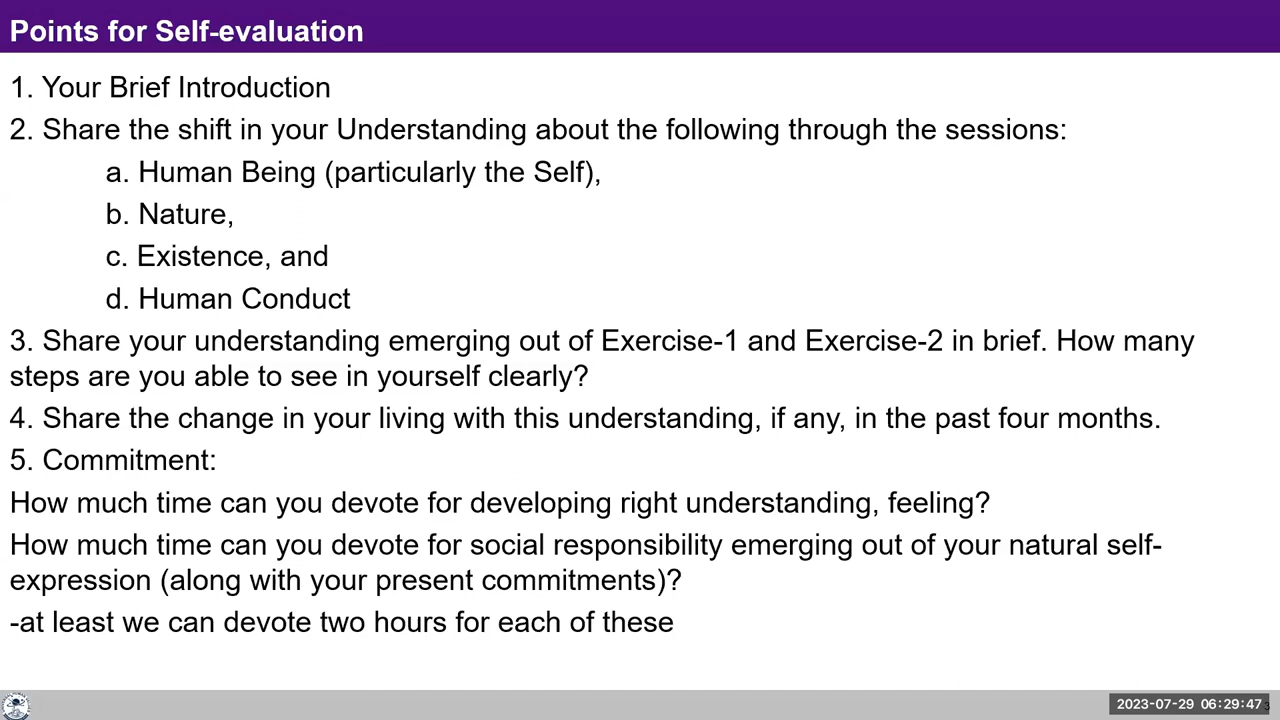 Points for Self-evaluation
1. Your Brief Introduction
2. Share the shift in your Understanding about the following through the sessions:
a. Human Being (particularly the Self),
b. Nature,
c. Existence, and
d. Human Conduct
3. Share your understanding emerging out of Exercise-1 and Exercise-2 in brief. How many
steps are you able to see in yourself clearly?
4. Share the change in your living with this understanding, if any, in the past four months.
5. Commitment:
How much time can you devote for developing right understanding, feeling?
How much time can you devote for social responsibility emerging out of your natural self-
expression (along with your present commitments)?
-at least we can devote two hours for each of these
2023-07-29 06:29:47
3